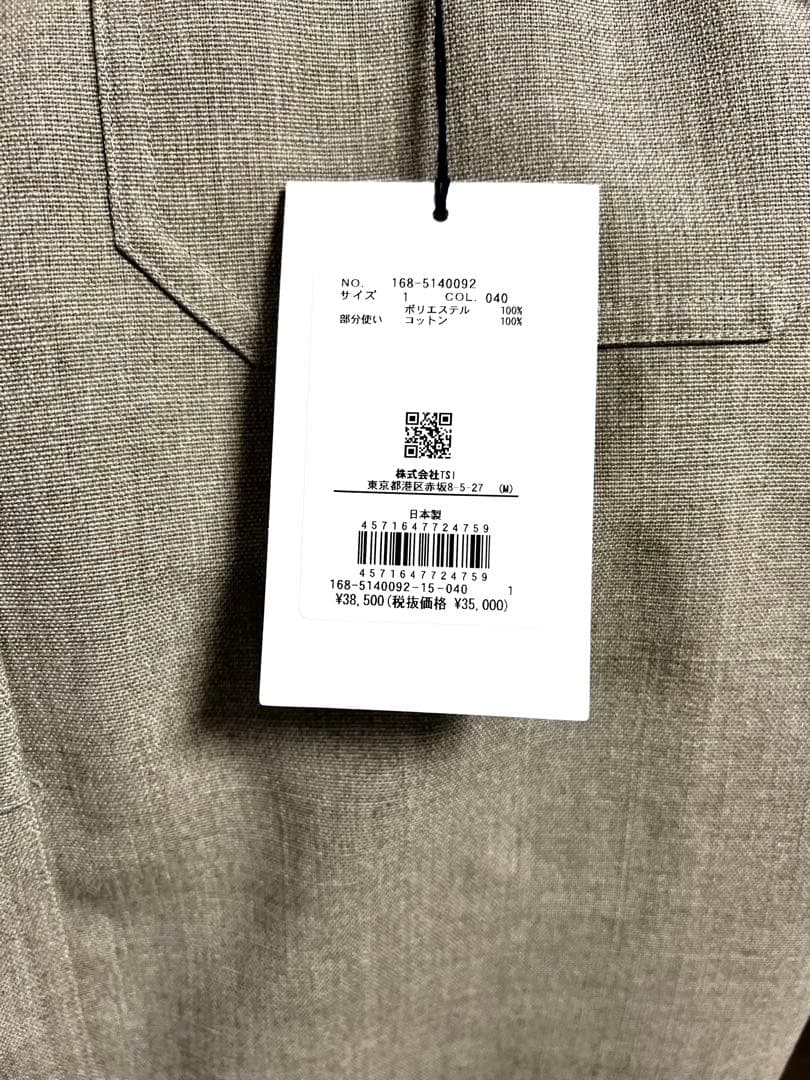 NO. 168-5140092
サイズ 1 COL. 040
ポリエステル 100%
部分使い コットン 100%
株式会社TSI
東京都港区赤坂8-5-27 (M)
日本製
4571647724759
4571647724759
168-5140092-15-040 1
¥38,500(税抜価格 ¥35,000)